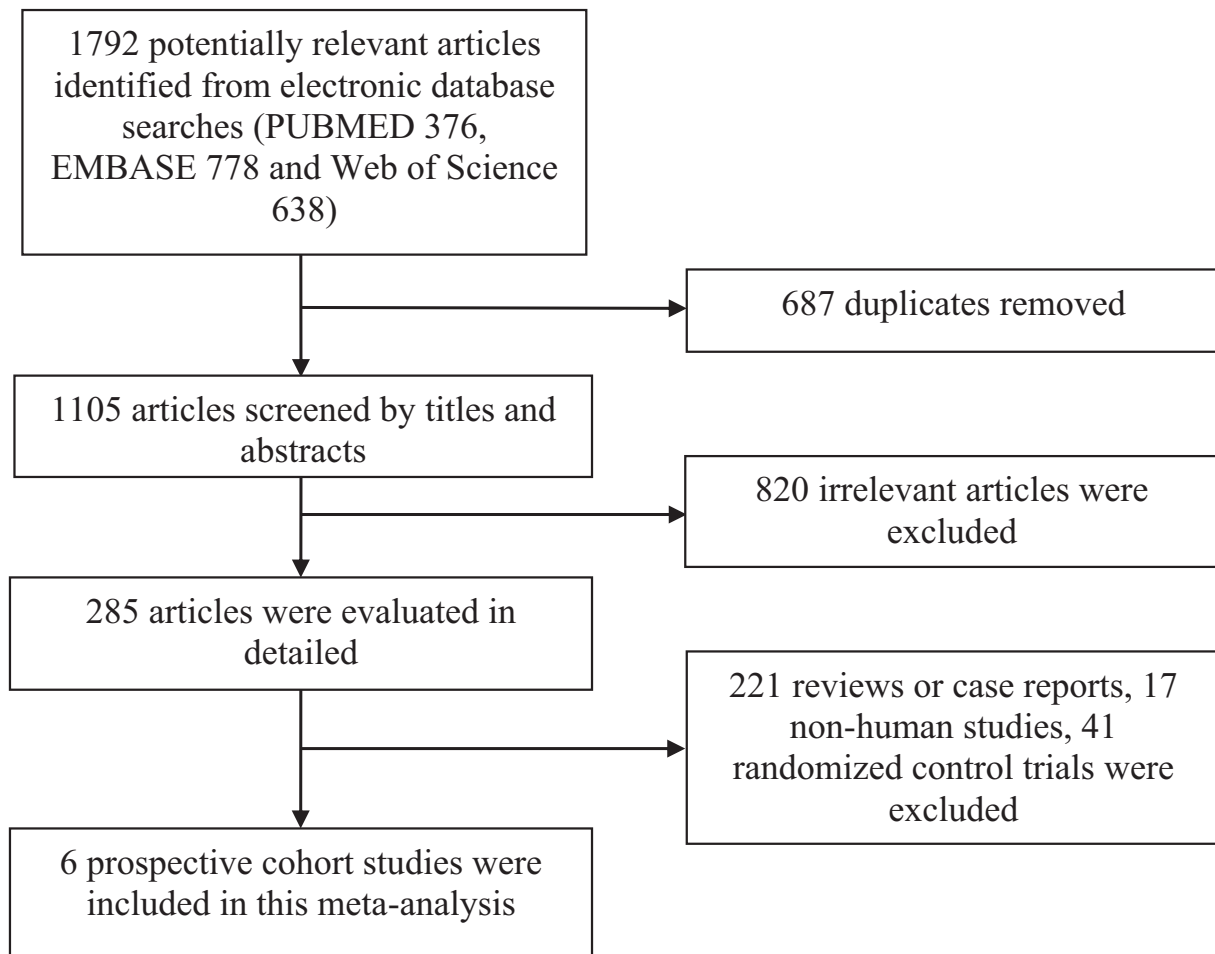 1792 potentially relevant articles
identified from electronic database
searches (PUBMED 376,
EMBASE 778 and Web of Science
638)
687 duplicates removed
1105 articles screened by titles and
abstracts
820 irrelevant articles were
excluded
285 articles were evaluated in
detailed
221 reviews or case reports, 17
non-human studies, 41
randomized control trials were
excluded
6 prospective cohort studies were
included in this meta-analysis